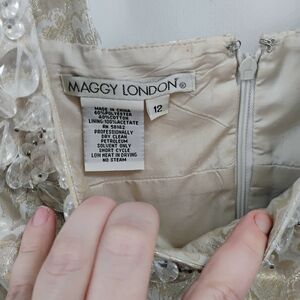 MAGGY LONDON®
12
MADE IN CHINA
60%POLYESTER
40%COTTON
LINING:100%ACETATE
RN 59162
PROFESSIONALLY
DRY CLEAN
PETROLEUM
SOLVENT ONLY
SHORT CYCLE
LOW HEAT IN DRYING
NO STEAM